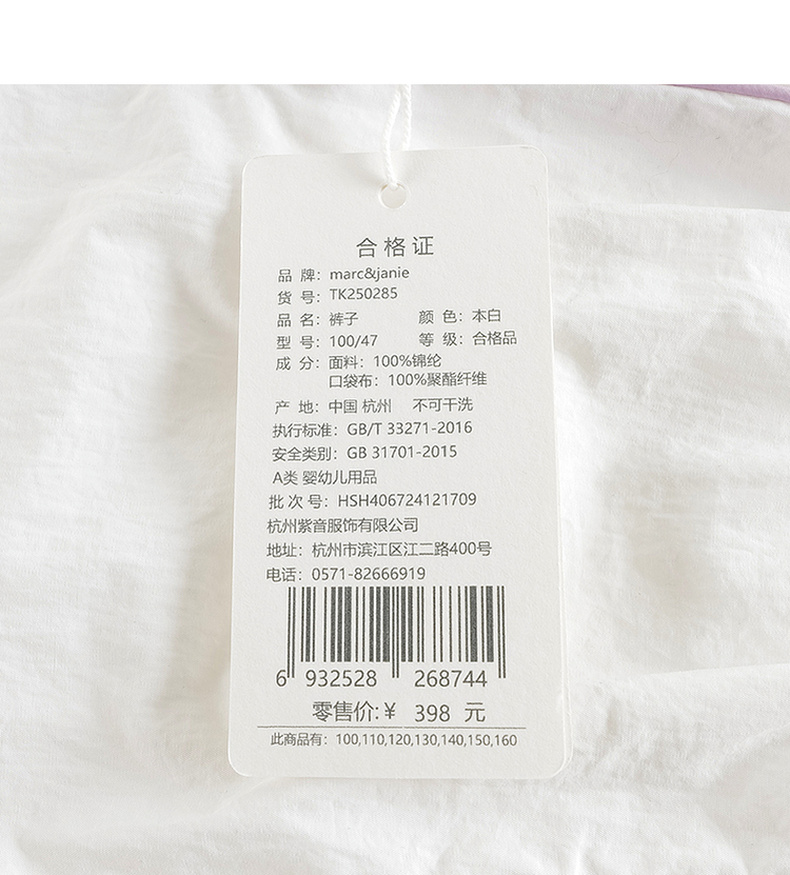 合格证
品 牌：marc&janie
货 号：TK250285
品 名：裤子 颜 色：本白
型 号：100/47 等 级：合格品
成 分：面料：100%锦纶
口袋布：100%聚酯纤维
产 地：中国 杭州 不可干洗
执行标准：GB/T 33271-2016
安全类别：GB 31701-2015
A类 婴幼儿用品
批 次 号：HSH406724121709
杭州紫音服饰有限公司
地址：杭州市滨江区江二路400号
电话：0571-82666919
6 932528 268744
零售价:￥ 398 元
此商品有：100,110,120,130,140,150,160